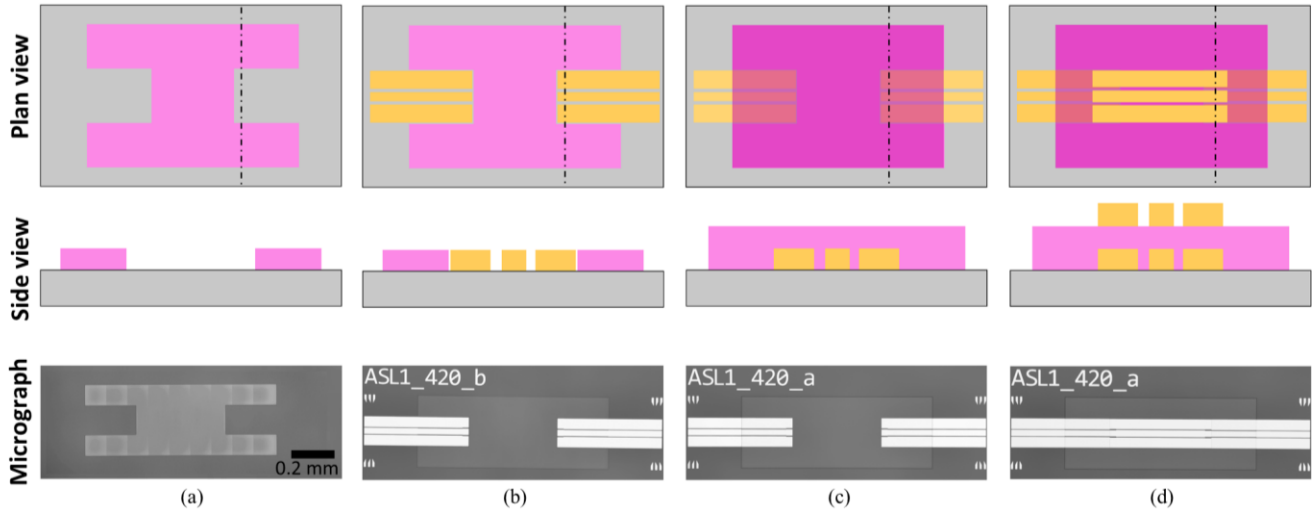 Plan view
Side view
Micrograph
ASL1_420_b
ASL1_420_a
ASL1_420_a
0.2 mm
(a)
(b)
(c)
(d)